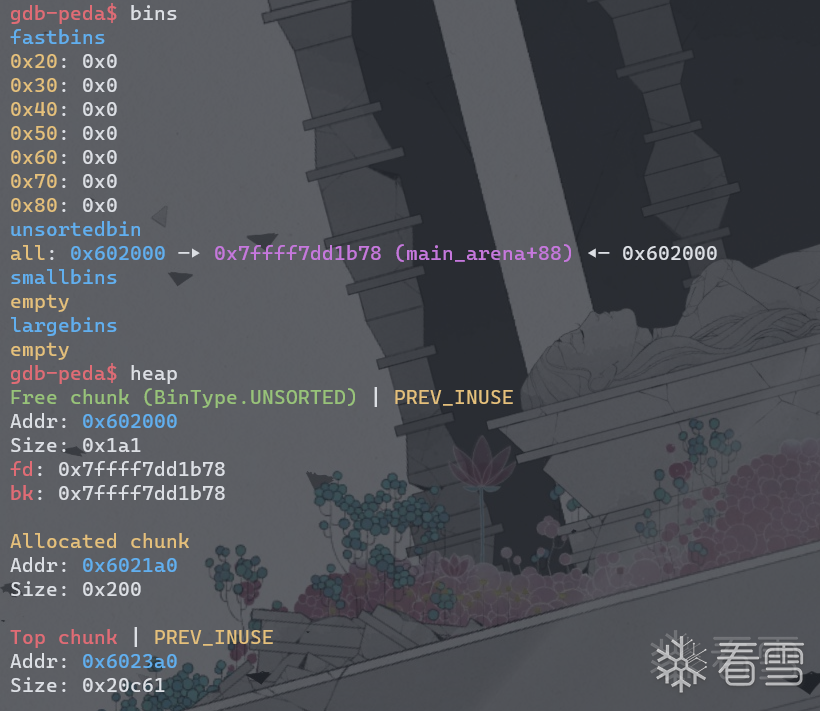 gdb-peda$ bins
fastbins
0x20: 0x0
0x30: 0x0
0x40: 0x0
0x50: 0x0
0x60: 0x0
0x70: 0x0
0x80: 0x0
unsortedbin
all: 0x602000 —▸ 0x7ffff7dd1b78 (main_arena+88) ◂— 0x602000
smallbins
empty
largebins
empty
gdb-peda$ heap
Free chunk (BinType.UNSORTED) | PREV_INUSE
Addr: 0x602000
Size: 0x1a1
fd: 0x7ffff7dd1b78
bk: 0x7ffff7dd1b78
Allocated chunk
Addr: 0x6021a0
Size: 0x200
Top chunk | PREV_INUSE
Addr: 0x6023a0
Size: 0x20c61
看雪